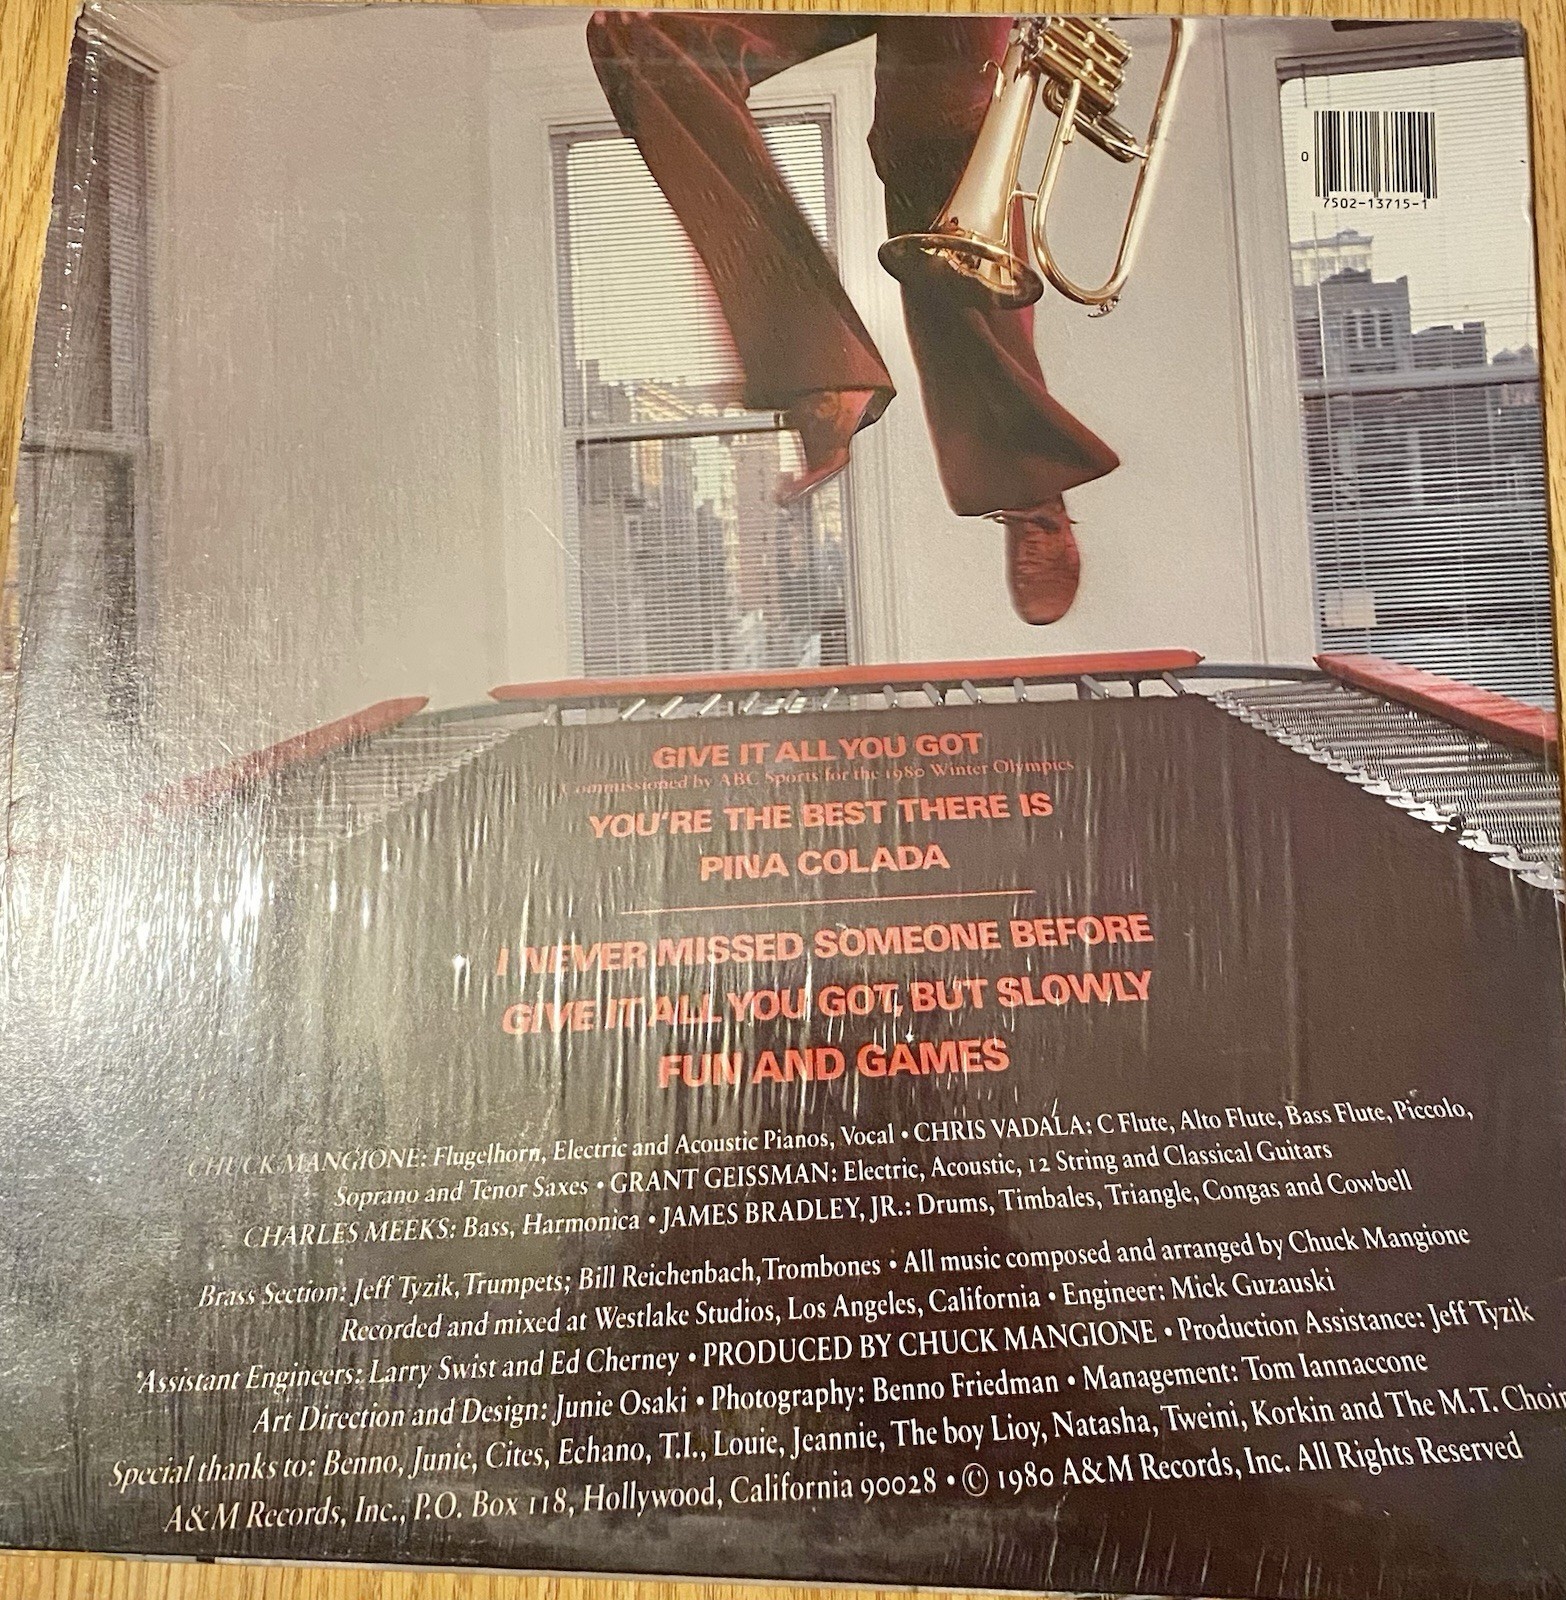 0
7502-13715-1
GIVE IT ALL YOU GOT
Commissioned by ABC Sports for the 1980 Winter Olympics
YOU'RE THE BEST THERE IS
PINA COLADA
I NEVER MISSED SOMEONE BEFORE
GIVE IT ALL YOU GOT, BUT SLOWLY
FUN AND GAMES
CHUCK MANGIONE: Flugelhorn, Electric and Acoustic Pianos, Vocal • CHRIS VADALA: C Flute, Alto Flute, Bass Flute, Piccolo,
Soprano and Tenor Saxes • GRANT GEISSMAN: Electric, Acoustic, 12 String and Classical Guitars
CHARLES MEEKS: Bass, Harmonica • JAMES BRADLEY, JR.: Drums, Timbales, Triangle, Congas and Cowbell
Brass Section: Jeff Tyzik, Trumpets; Bill Reichenbach, Trombones • All music composed and arranged by Chuck Mangione
Recorded and mixed at Westlake Studios, Los Angeles, California • Engineer: Mick Guzauski
Assistant Engineers: Larry Swist and Ed Cherney • PRODUCED BY CHUCK MANGIONE • Production Assistance: Jeff Tyzik
Art Direction and Design: Junie Osaki • Photography: Benno Friedman • Management: Tom Iannaccone
Special thanks to: Benno, Junie, Cites, Echano, T.I., Louie, Jeannie, The boy Lioy, Natasha, Tweini, Korkin and The M.T. Choir
A&M Records, Inc., P.O. Box 118, Hollywood, California 90028 • © 1980 A&M Records, Inc. All Rights Reserved